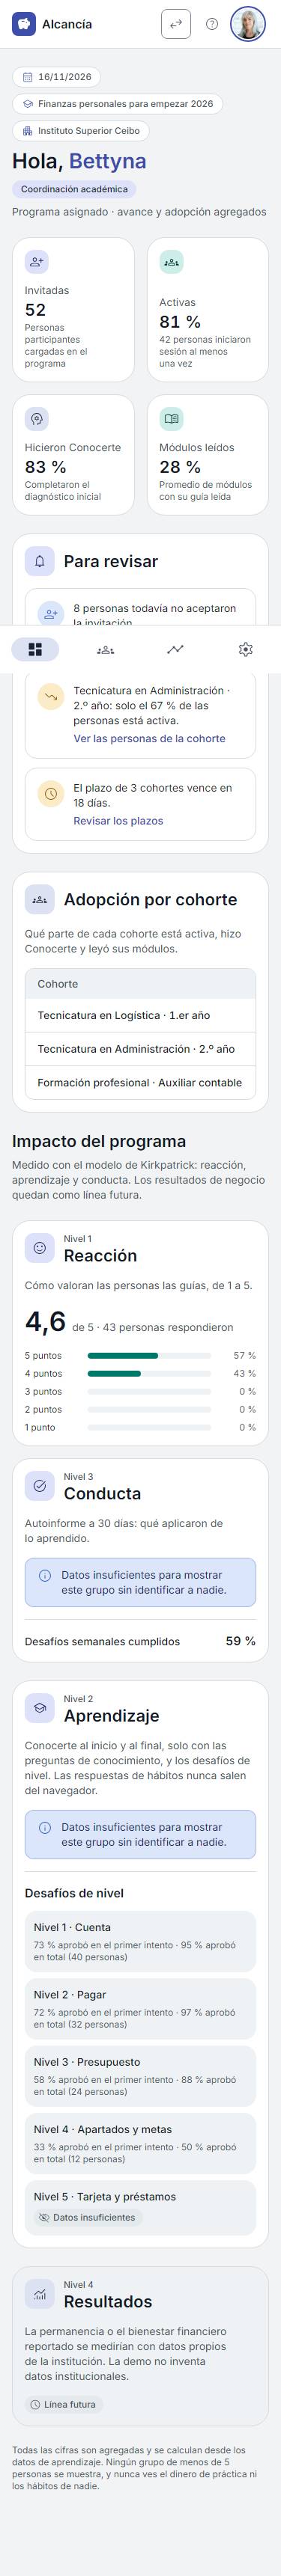 Alcancía
16/11/2026
Finanzas personales para empezar 2026
Instituto Superior Ceibo
Hola, Bettyna
Coordinación académica
Programa asignado · avance y adopción agregados
Invitadas
52
Personas
participantes
cargadas en el
programa
Activas
81 %
42 personas iniciaron
sesión al menos
una vez
Hicieron Conocerte
83 %
Completaron el
diagnóstico inicial
Módulos leídos
28 %
Promedio de módulos
con su guía leída
Para revisar
8 personas todavía no aceptaron
la invitación.
Tecnicatura en Administración ·
2.º año: solo el 67 % de las
personas está activa.
Ver las personas de la cohorte
El plazo de 3 cohortes vence en
18 días.
Revisar los plazos
Adopción por cohorte
Qué parte de cada cohorte está activa, hizo
Conocerte y leyó sus módulos.
Cohorte
Tecnicatura en Logística · 1.er año
Tecnicatura en Administración · 2.º año
Formación profesional · Auxiliar contable
Impacto del programa
Medido con el modelo de Kirkpatrick: reacción,
aprendizaje y conducta. Los resultados de negocio
quedan como línea futura.
Nivel 1
Reacción
Cómo valoran las personas las guías, de 1 a 5.
4,6 de 5 · 43 personas respondieron
5 puntos 57 %
4 puntos 43 %
3 puntos 0 %
2 puntos 0 %
1 punto 0 %
Nivel 3
Conducta
Autoinforme a 30 días: qué aplicaron de
lo aprendido.
Datos insuficientes para mostrar
este grupo sin identificar a nadie.
Desafíos semanales cumplidos 59 %
Nivel 2
Aprendizaje
Conocerte al inicio y al final, solo con las
preguntas de conocimiento, y los desafíos de
nivel. Las respuestas de hábitos nunca salen
del navegador.
Datos insuficientes para mostrar
este grupo sin identificar a nadie.
Desafíos de nivel
Nivel 1 · Cuenta
73 % aprobó en el primer intento · 95 % aprobó
en total (40 personas)
Nivel 2 · Pagar
72 % aprobó en el primer intento · 97 % aprobó
en total (32 personas)
Nivel 3 · Presupuesto
58 % aprobó en el primer intento · 88 % aprobó
en total (24 personas)
Nivel 4 · Apartados y metas
33 % aprobó en el primer intento · 50 % aprobó
en total (12 personas)
Nivel 5 · Tarjeta y préstamos
Datos insuficientes
Nivel 4
Resultados
La permanencia o el bienestar financiero
reportado se medirían con datos propios
de la institución. La demo no inventa
datos institucionales.
Línea futura
Todas las cifras son agregadas y se calculan desde los
datos de aprendizaje. Ningún grupo de menos de 5
personas se muestra, y nunca ves el dinero de práctica ni
los hábitos de nadie.